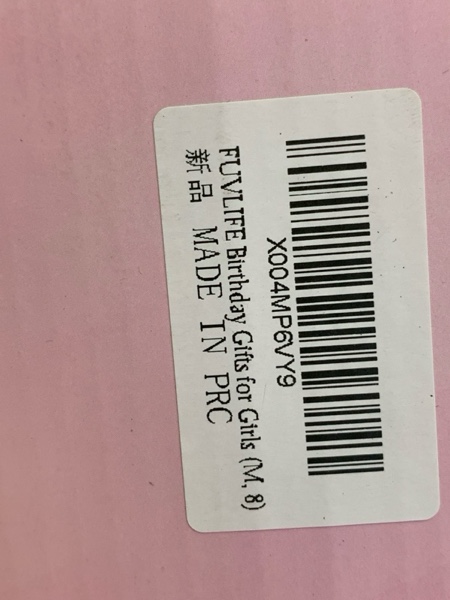 X004MP6VY9
FUVLIFE Birthday Gifts for Girls (M, 8)
新品 MADE IN PRC